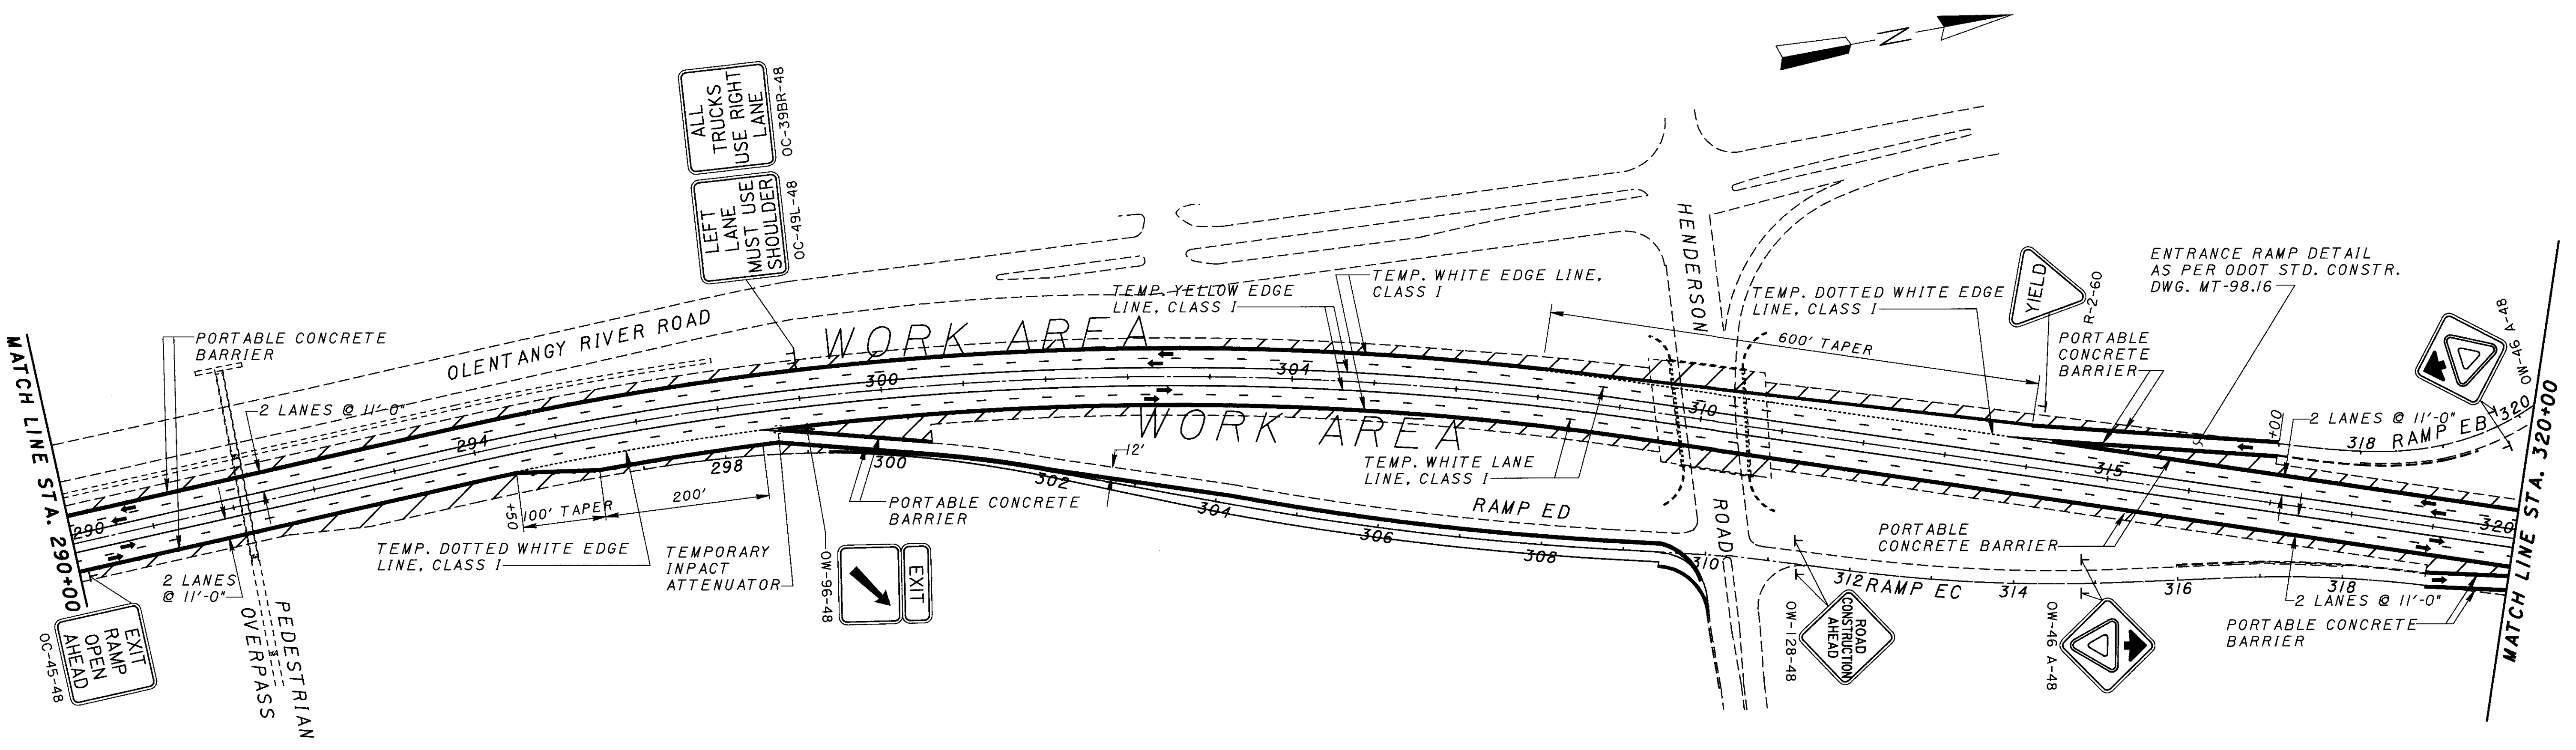 N
ALL
TRUCKS
USE RIGHT
LANE
OC-39BR-48
LEFT
LANE
MUST USE
SHOULDER
OC-49L-48
HENDERSON
ROAD
TEMP. WHITE EDGE LINE,
CLASS I
TEMP. YELLOW EDGE
LINE, CLASS I
TEMP. DOTTED WHITE EDGE
LINE, CLASS I
YIELD
R-2-60
ENTRANCE RAMP DETAIL
AS PER ODOT STD. CONSTR.
DWG. MT-98.16
OW-46 A-48
PORTABLE CONCRETE
BARRIER
OLENTANGY RIVER ROAD
WORK AREA
600' TAPER
PORTABLE
CONCRETE
BARRIER
MATCH LINE STA. 290+00
2 LANES @ 11'-0"
290
294
298
300
304
310
315
320
WORK AREA
+00
2 LANES @ 11'-0"
318
RAMP EB
320
MATCH LINE STA. 320+00
300
302
304
306
308
310
312
314
316
318
12'
TEMP. WHITE LANE
LINE, CLASS I
RAMP ED
RAMP EC
+50
100' TAPER
200'
PORTABLE CONCRETE
BARRIER
TEMP. DOTTED WHITE EDGE
LINE, CLASS I
TEMPORARY
INPACT
ATTENUATOR
OW-96-48
EXIT
PORTABLE
CONCRETE BARRIER
2 LANES
@ 11'-0"
EXIT
RAMP
OPEN
AHEAD
OC-45-48
PEDESTRIAN
OVERPASS
ROAD
CONSTRUCTION
AHEAD
OW-128-48
OW-46 A-48
2 LANES @ 11'-0"
PORTABLE CONCRETE
BARRIER